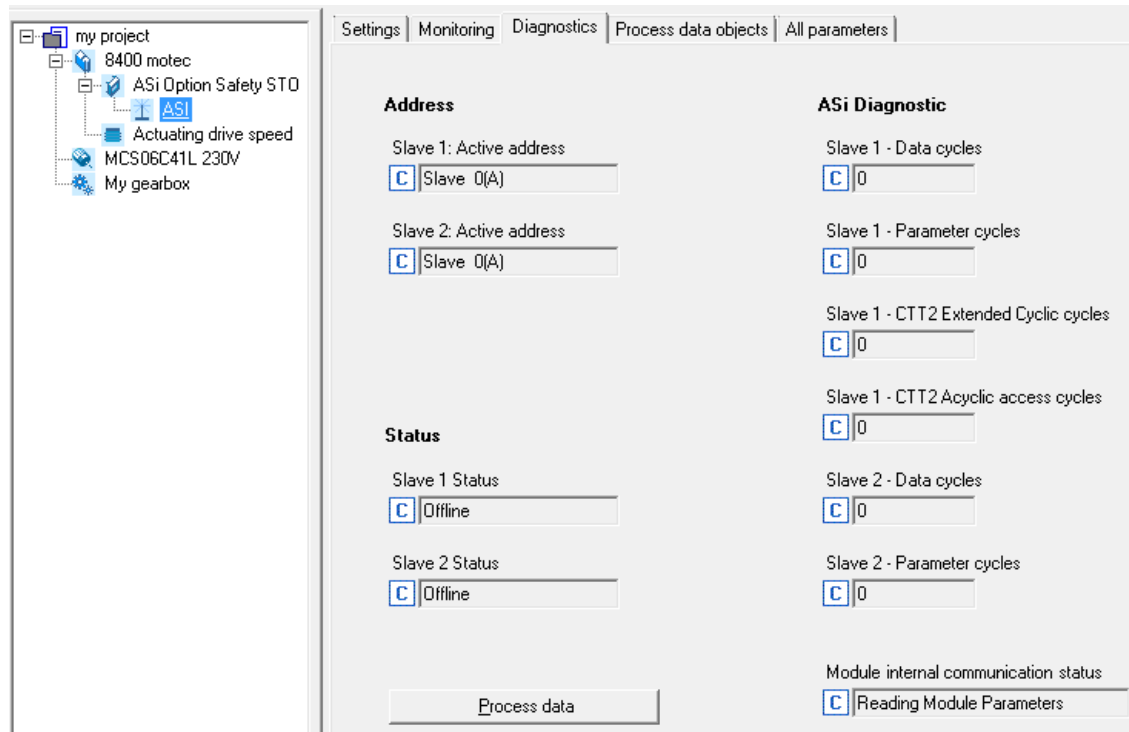 my project
8400 motec
ASi Option Safety STO
ASI
Actuating drive speed
MCS06C41L 230V
My gearbox
Settings Monitoring Diagnostics Process data objects All parameters
Address
Slave 1: Active address
C Slave 0(A)
Slave 2: Active address
C Slave 0(A)
Status
Slave 1 Status
C Offline
Slave 2 Status
C Offline
Process data
ASi Diagnostic
Slave 1 - Data cycles
C 0
Slave 1 - Parameter cycles
C 0
Slave 1 - CTT2 Extended Cyclic cycles
C 0
Slave 1 - CTT2 Acyclic access cycles
C 0
Slave 2 - Data cycles
C 0
Slave 2 - Parameter cycles
C 0
Module internal communication status
C Reading Module Parameters